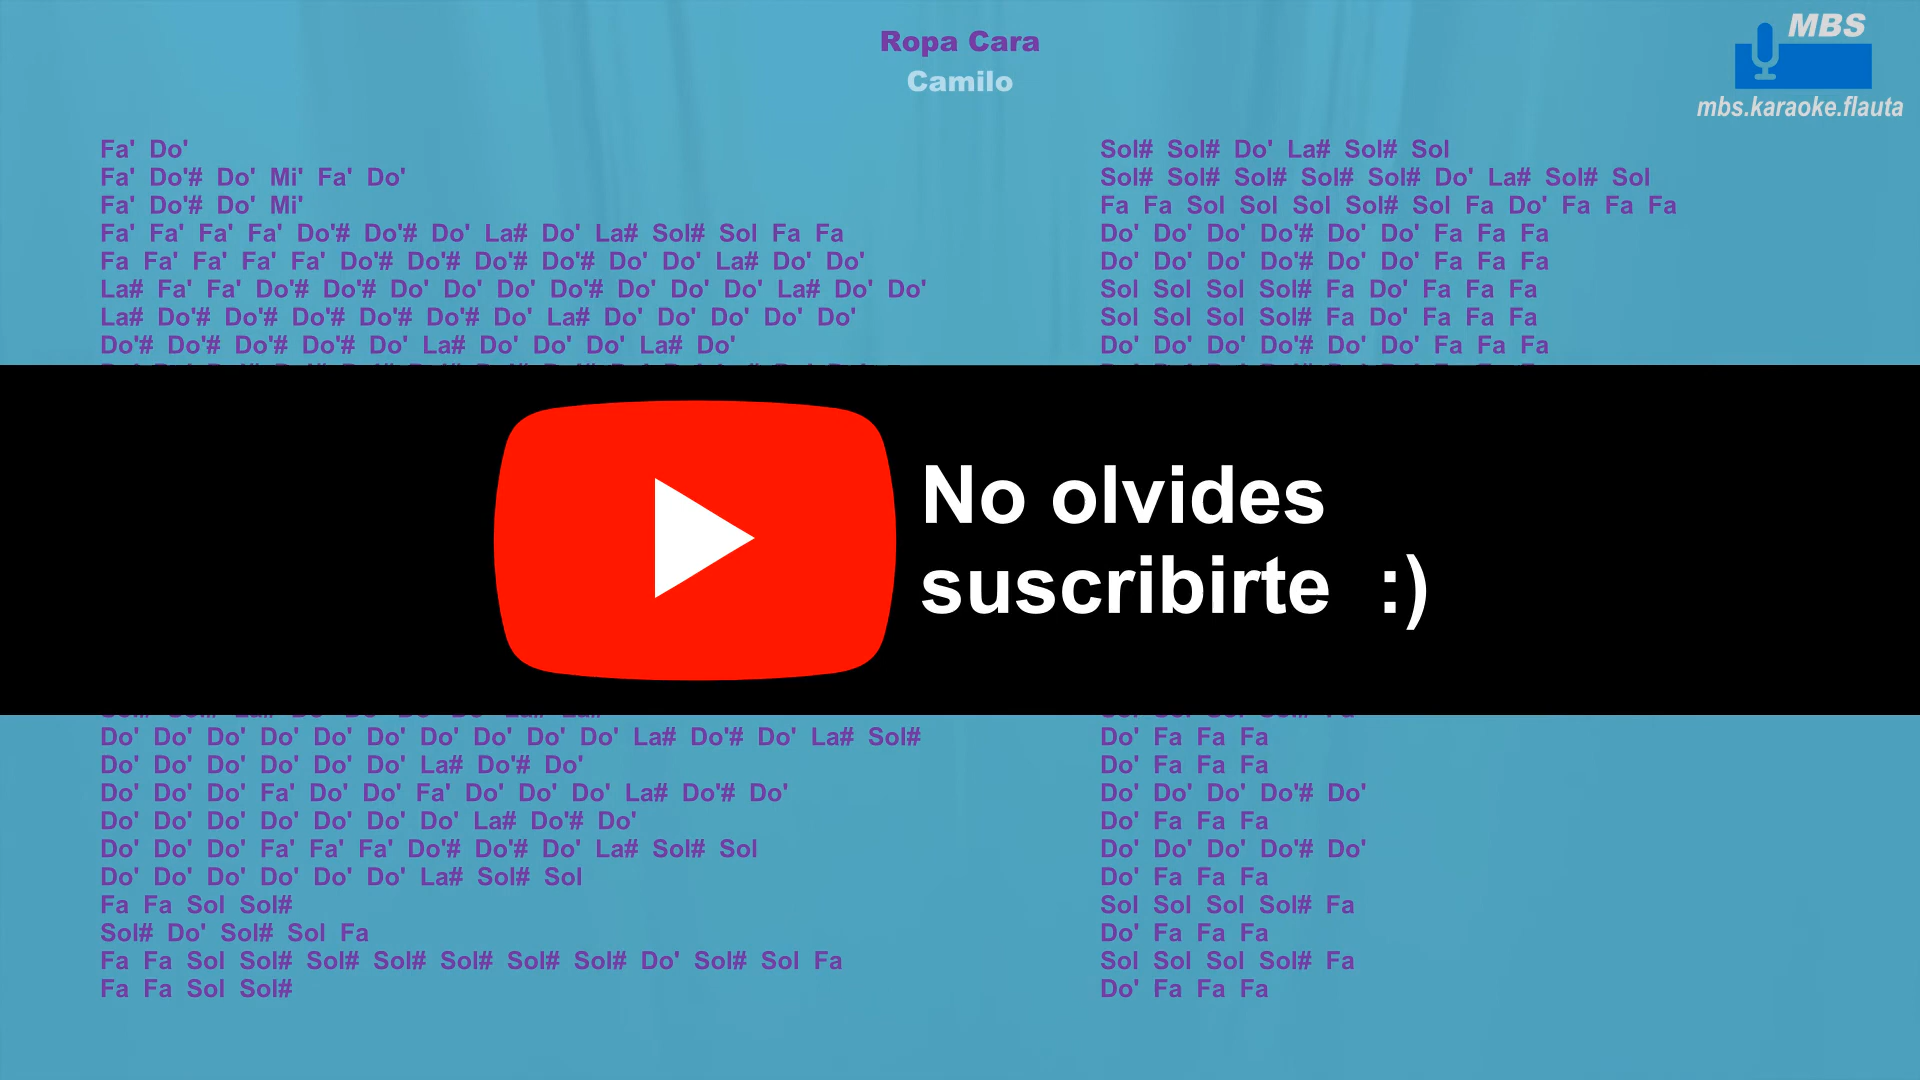 Ropa Cara
Camilo
MBS
mbs.karaoke.flauta
Fa' Do'
Fa' Do'# Do' Mi' Fa' Do'
Fa' Do'# Do' Mi'
Fa' Fa' Fa' Fa' Do'# Do'# Do' La# Do' La# Sol# Sol Fa Fa
Fa Fa' Fa' Fa' Fa' Do'# Do'# Do'# Do'# Do' Do' La# Do' Do'
La# Fa' Fa' Do'# Do'# Do' Do' Do' Do'# Do' Do' Do' La# Do' Do'
La# Do'# Do'# Do'# Do'# Do'# Do' La# Do' Do' Do' Do' Do'
Do'# Do'# Do'# Do'# Do' La# Do' Do' Do' La# Do'
No olvides
suscribirte :)
Do' Do' Do' Do' Do' Do' Do' Do' Do' Do' La# Do'# Do' La# Sol#
Do' Do' Do' Do' Do' Do' La# Do'# Do'
Do' Do' Do' Fa' Do' Do' Fa' Do' Do' Do' La# Do'# Do'
Do' Do' Do' Do' Do' Do' Do' La# Do'# Do'
Do' Do' Do' Fa' Fa' Fa' Do'# Do'# Do' La# Sol# Sol
Do' Do' Do' Do' Do' Do' La# Sol# Sol
Fa Fa Sol Sol#
Sol# Do' Sol# Sol Fa
Fa Fa Sol Sol# Sol# Sol# Sol# Sol# Sol# Do' Sol# Sol Fa
Fa Fa Sol Sol#
Sol# Sol# Do' La# Sol# Sol
Sol# Sol# Sol# Sol# Sol# Do' La# Sol# Sol
Fa Fa Sol Sol Sol Sol# Sol Fa Do' Fa Fa Fa
Do' Do' Do' Do'# Do' Do' Fa Fa Fa
Do' Do' Do' Do'# Do' Do' Fa Fa Fa
Sol Sol Sol Sol# Fa Do' Fa Fa Fa
Sol Sol Sol Sol# Fa Do' Fa Fa Fa
Do' Do' Do' Do'# Do' Do' Fa Fa Fa
Do' Fa Fa Fa
Do' Fa Fa Fa
Do' Do' Do' Do'# Do'
Do' Fa Fa Fa
Do' Do' Do' Do'# Do'
Do' Fa Fa Fa
Sol Sol Sol Sol# Fa
Do' Fa Fa Fa
Sol Sol Sol Sol# Fa
Do' Fa Fa Fa